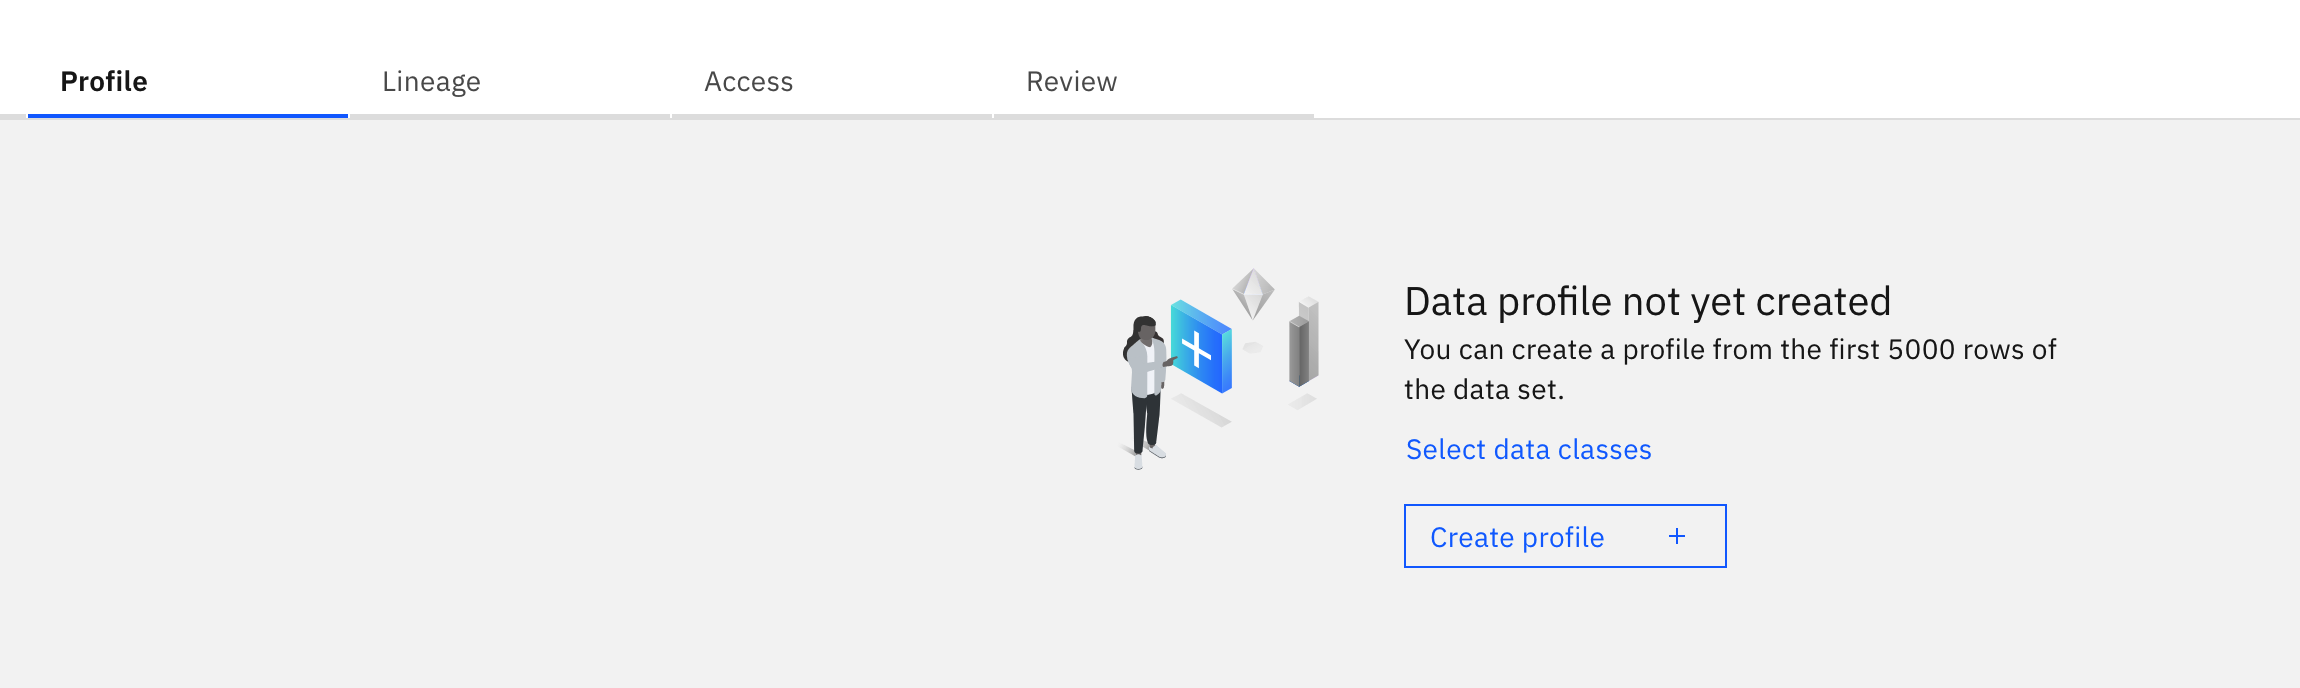 Profile
Lineage
Access
Review
Data profile not yet created
You can create a profile from the first 5000 rows of
the data set.
Select data classes
Create profile +